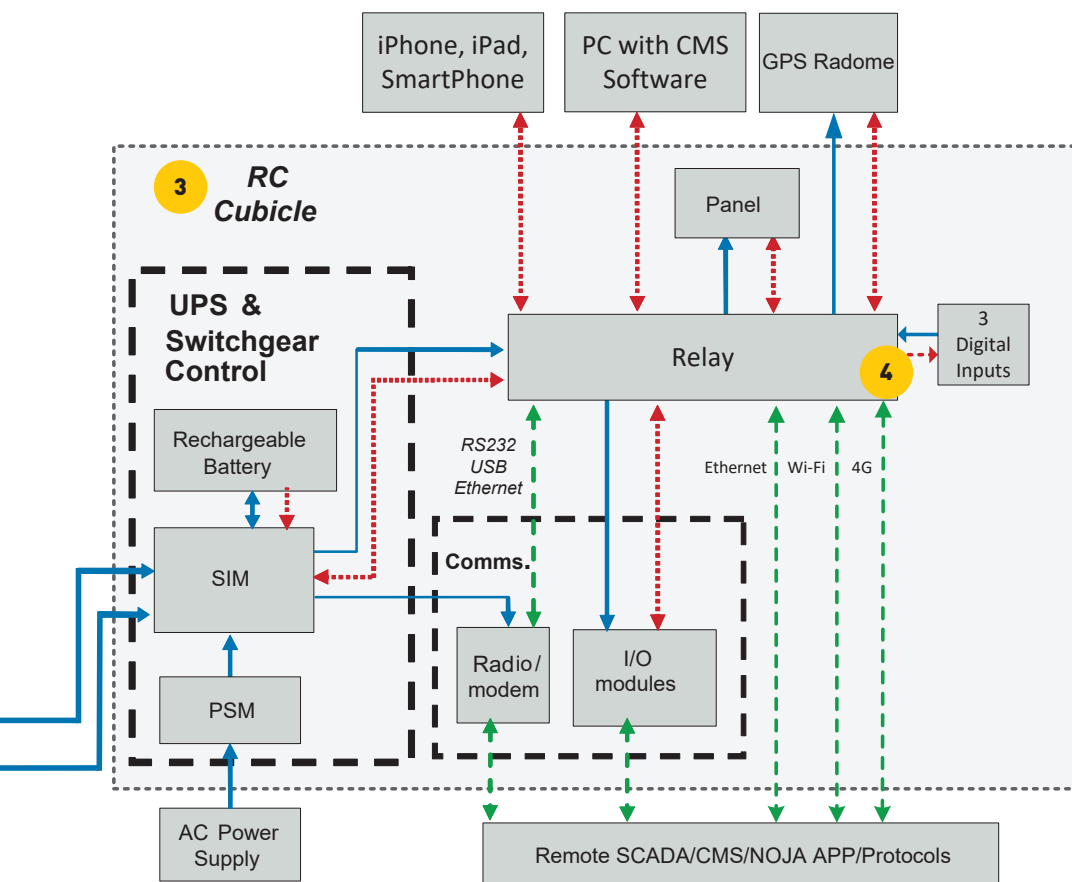 iPhone, iPad,
SmartPhone
PC with CMS
Software
GPS Radome
3
RC
Cubicle
Panel
UPS &
Switchgear
Control
Relay
4
3
Digital
Inputs
Rechargeable
Battery
RS232
USB
Ethernet
Ethernet
Wi-Fi
4G
Comms.
SIM
Radio/
modem
I/O
modules
PSM
AC Power
Supply
Remote SCADA/CMS/NOJA APP/Protocols